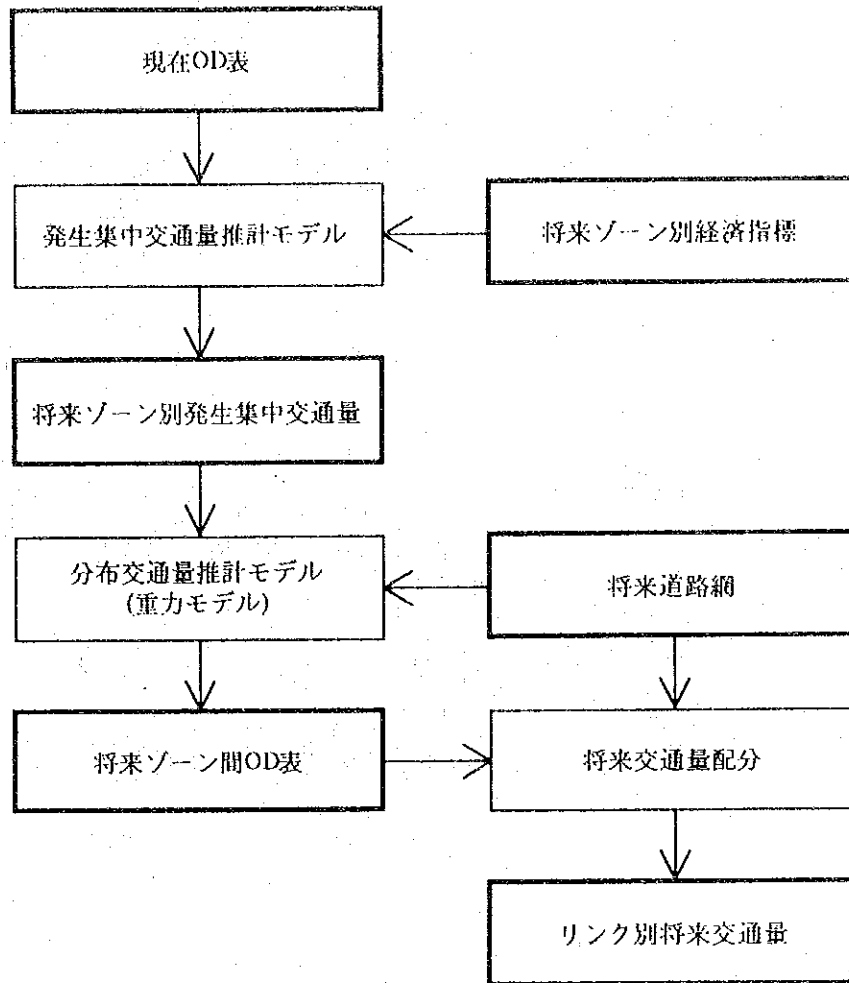 現在OD表
発生集中交通量推計モデル
将来ゾーン別経済指標
将来ゾーン別発生集中交通量
分布交通量推計モデル
(重力モデル)
将来道路網
将来ゾーン間OD表
将来交通量配分
リンク別将来交通量